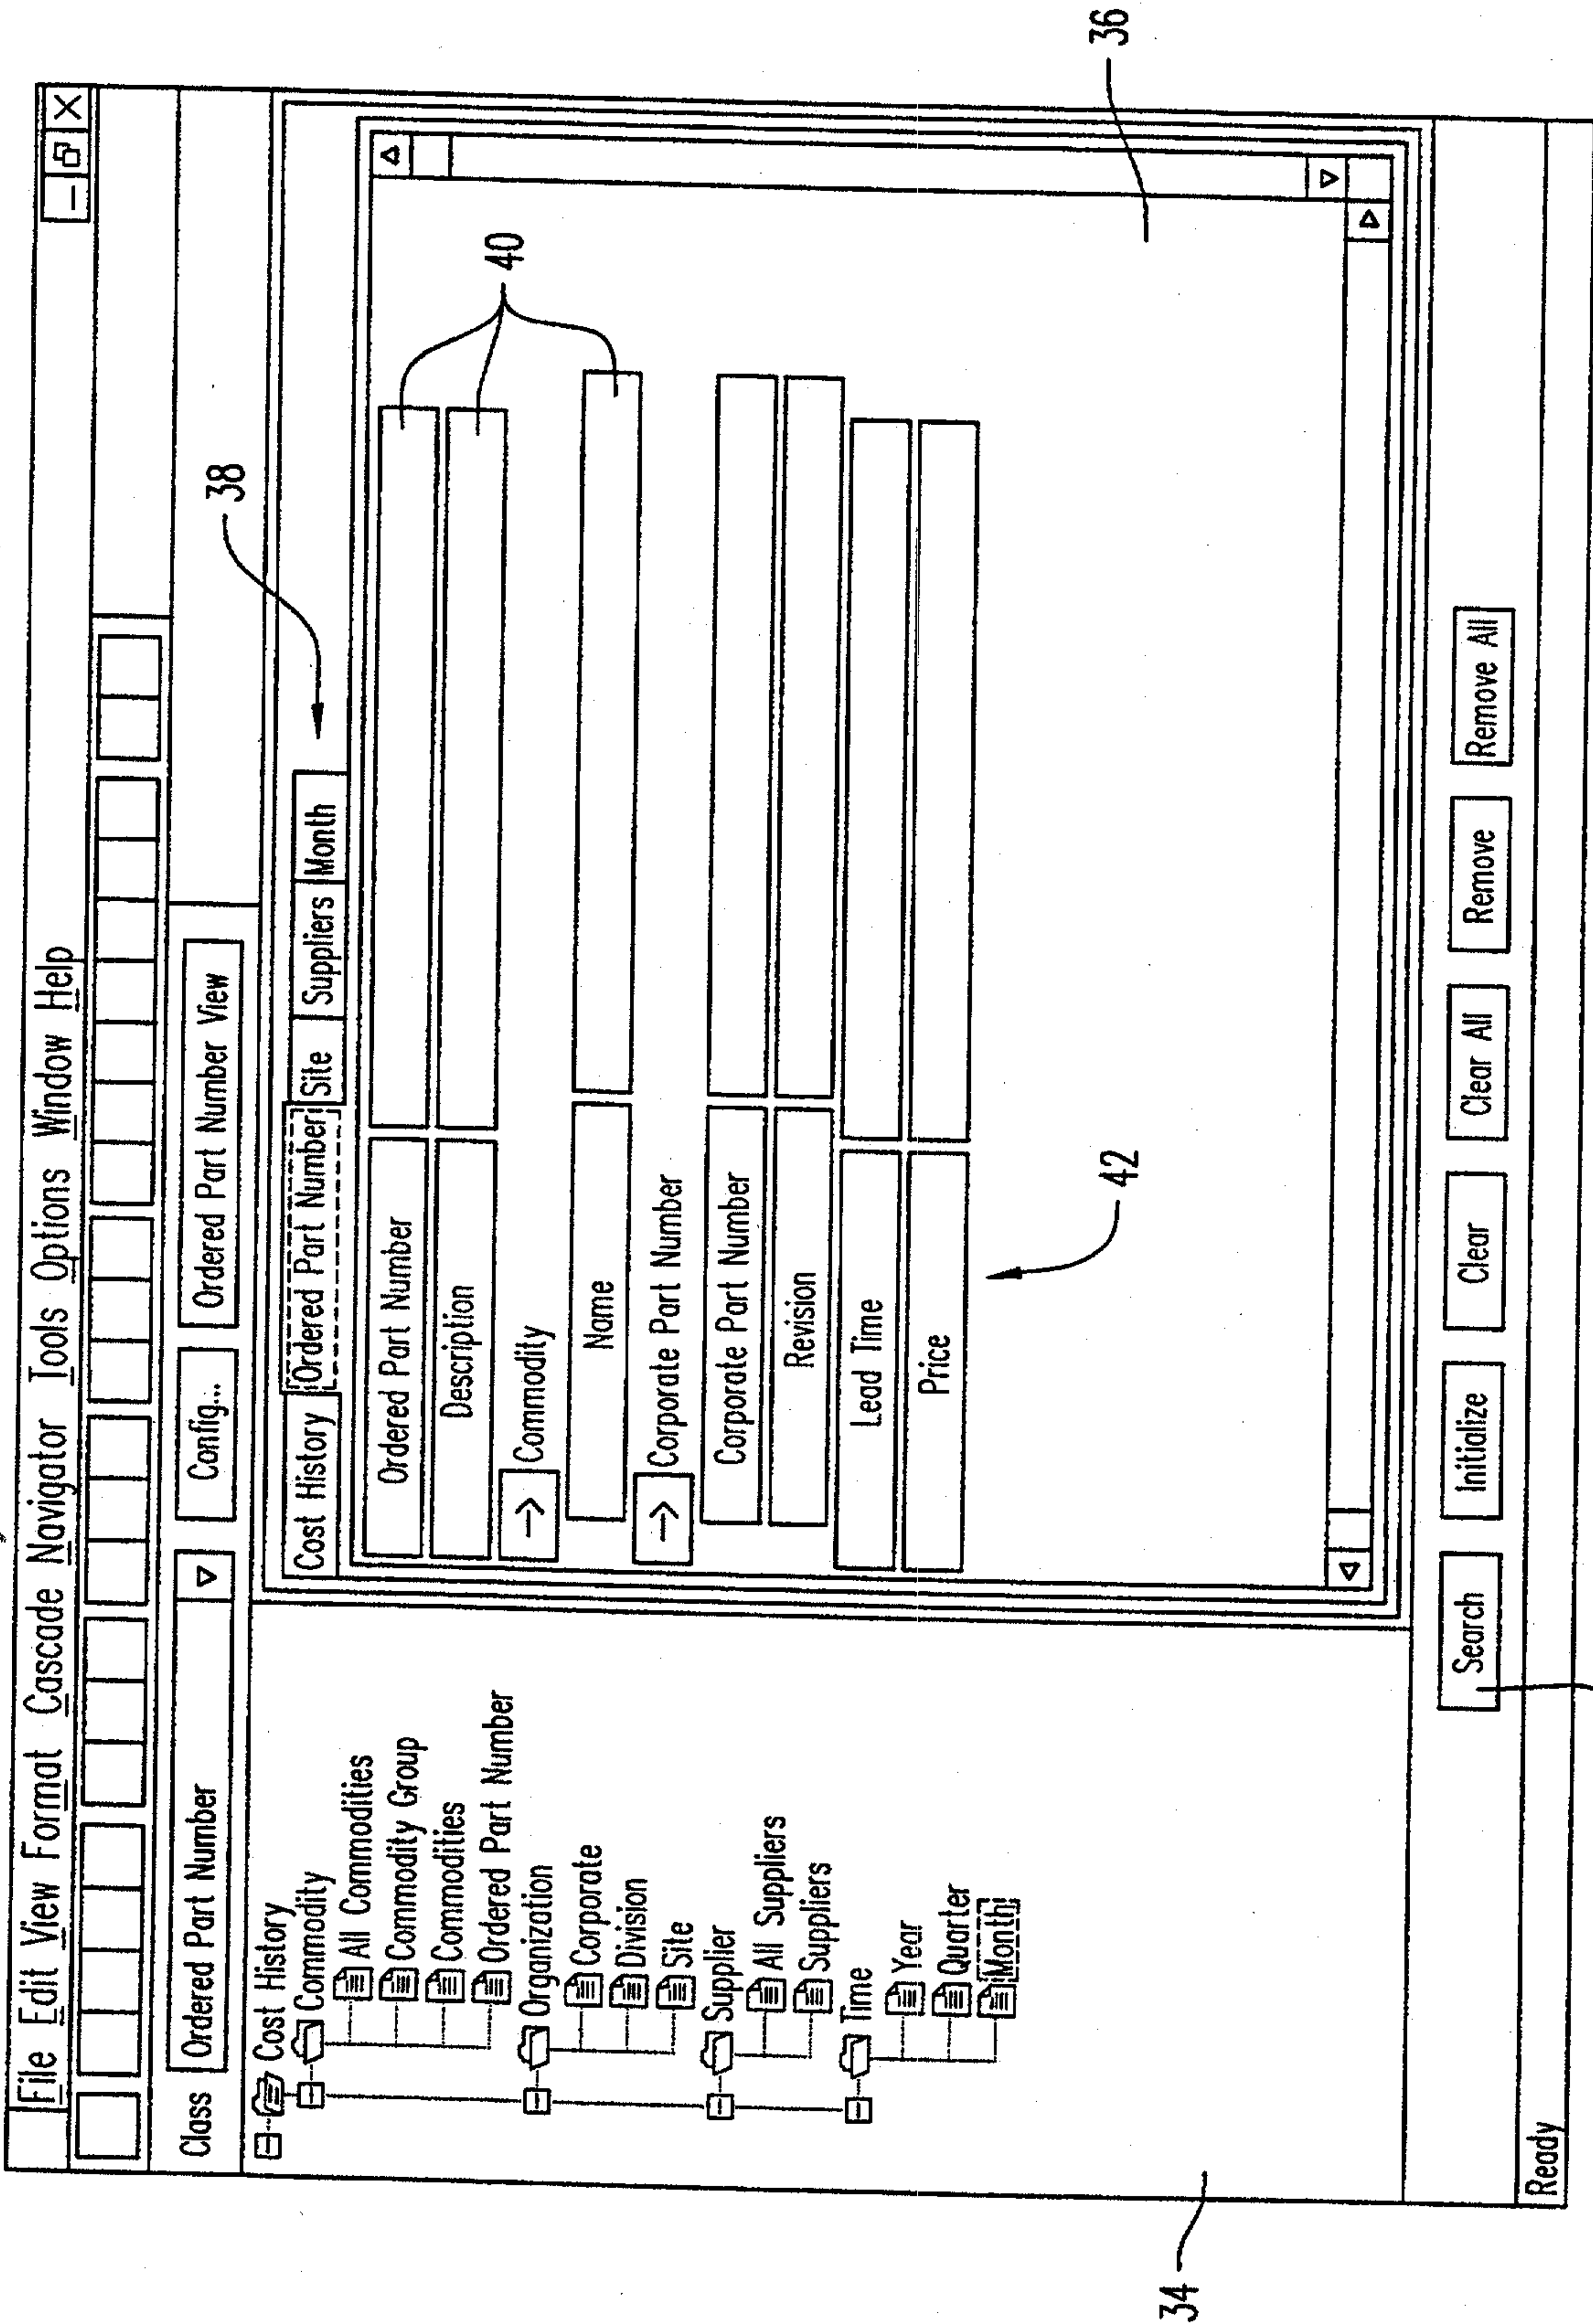 File Edit View Format Cascade Navigator Tools Options Window Help
Class Ordered Part Number Config... Ordered Part Number View
Cost History
Commodity
All Commodities
Commodity Group
Commodities
Ordered Part Number
Organization
Corporate
Division
Site
Supplier
All Suppliers
Suppliers
Time
Year
Quarter
Month
34
Cost History Ordered Part Number Site Suppliers Month
38
Ordered Part Number
Description
40
Commodity
Name
Corporate Part Number
Corporate Part Number
Revision
Lead Time
Price
42
36
Search Initialize Clear Clear All Remove Remove All
Ready